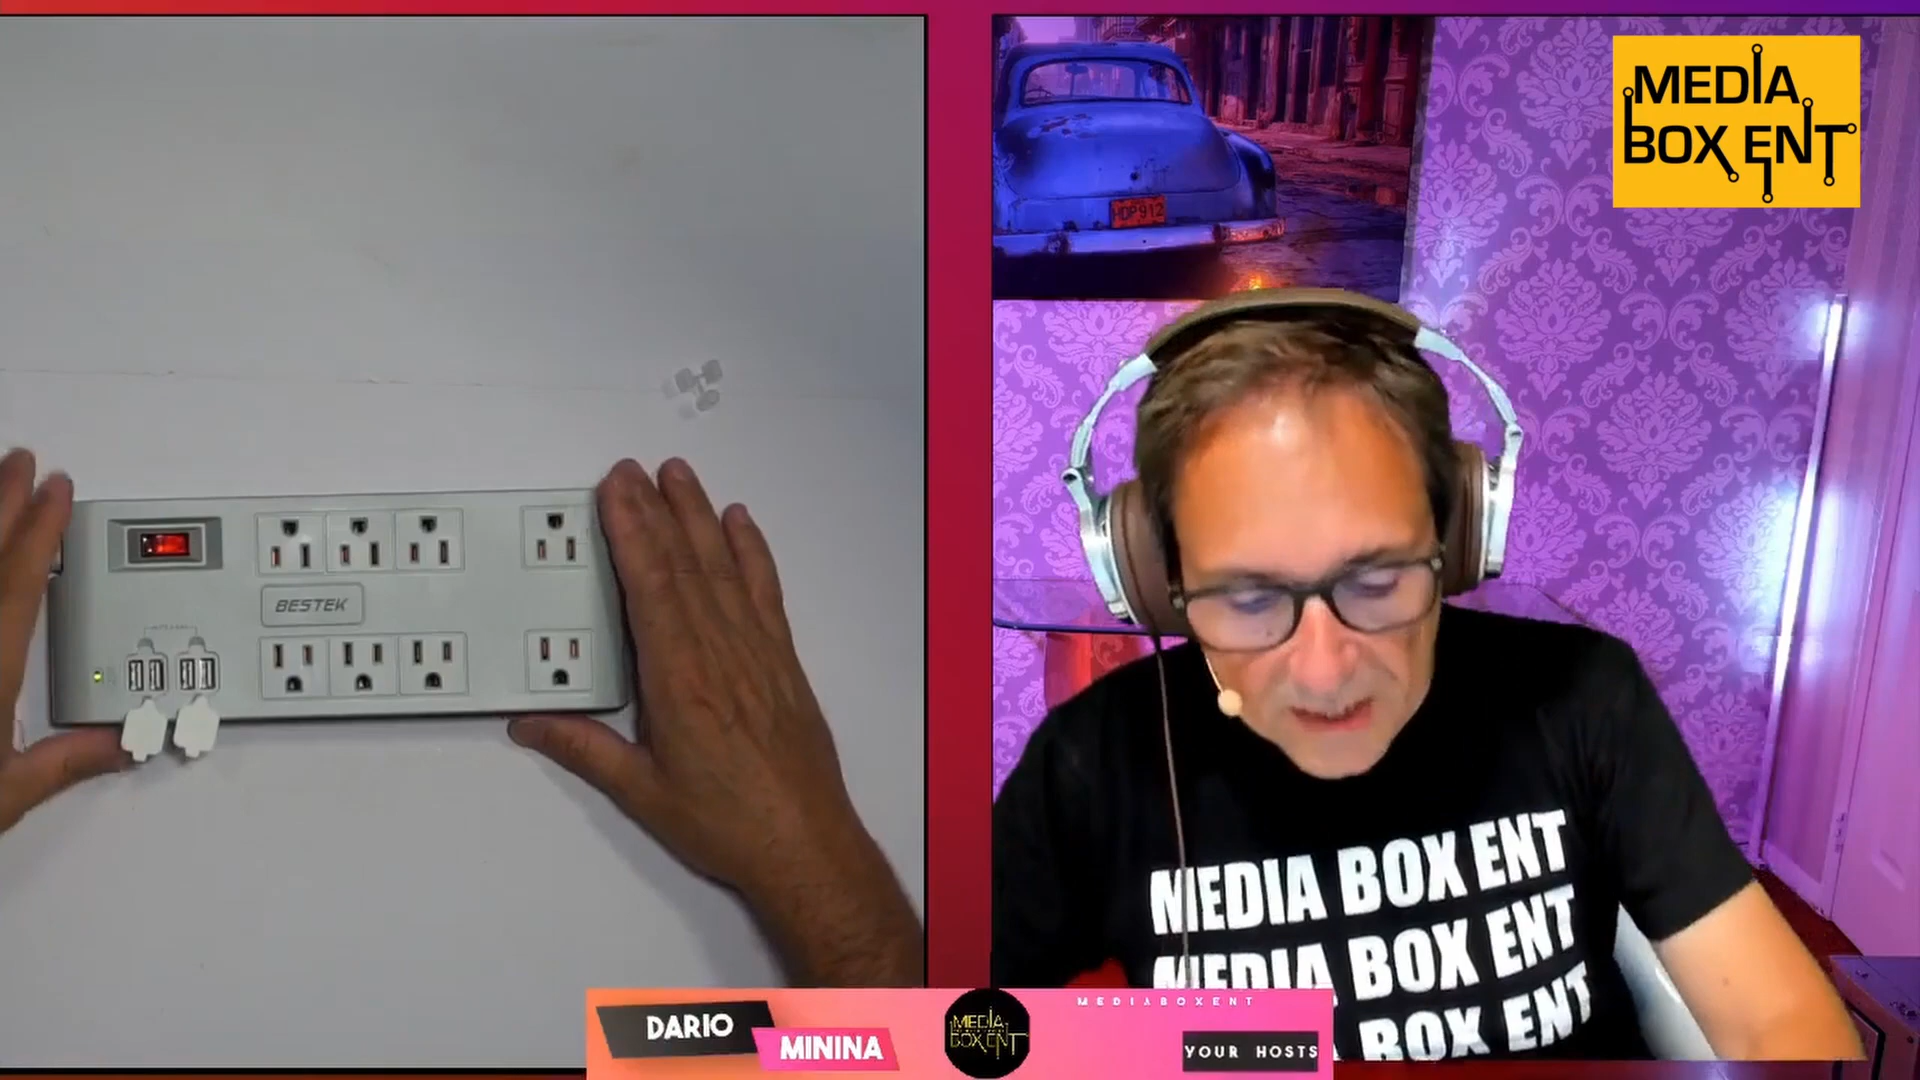 MEDIA
BOX ENT
HDP912
BESTEK
MEDIA BOX ENT
MEDIA BOX ENT
BOX ENT
DARIO
MININA
MEDIA
BOX ENT
MEDIABOXENT
YOUR HOSTS